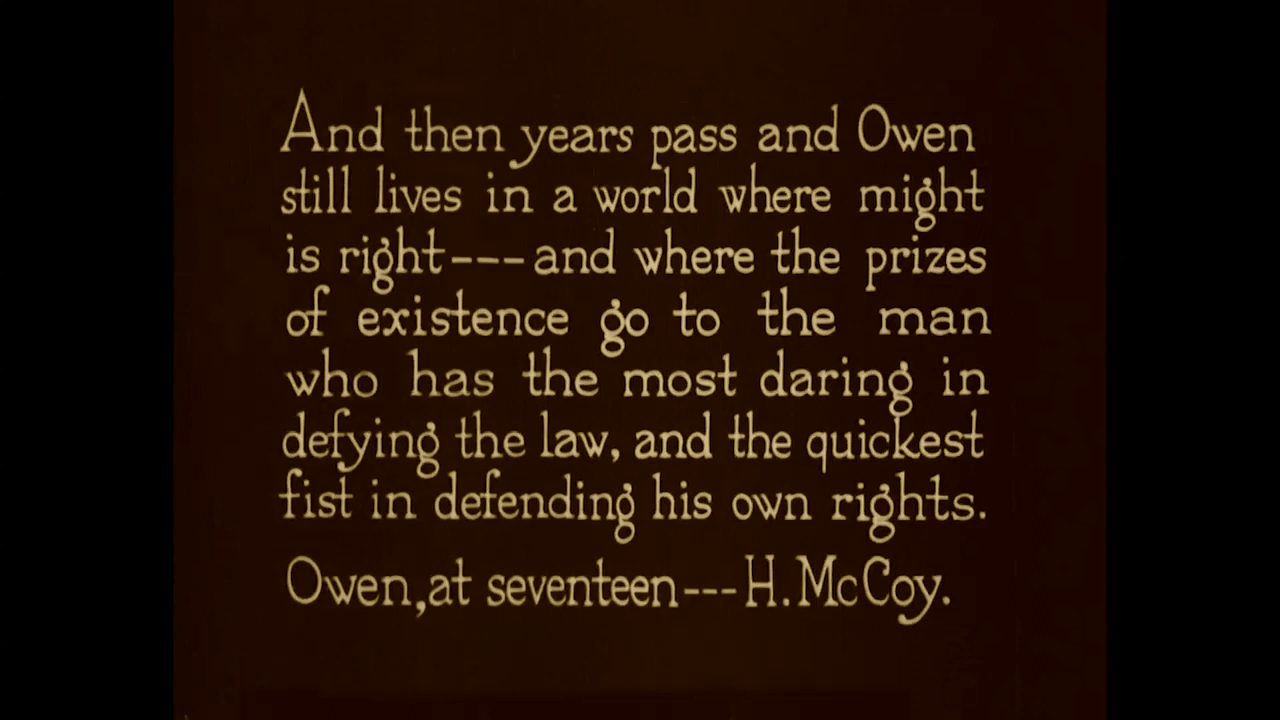 And then years pass and Owen
still lives in a world where might
is right---and where the prizes
of existence go to the man
who has the most daring in
defying the law, and the quickest
fist in defending his own rights.
Owen, at seventeen---H. McCoy.